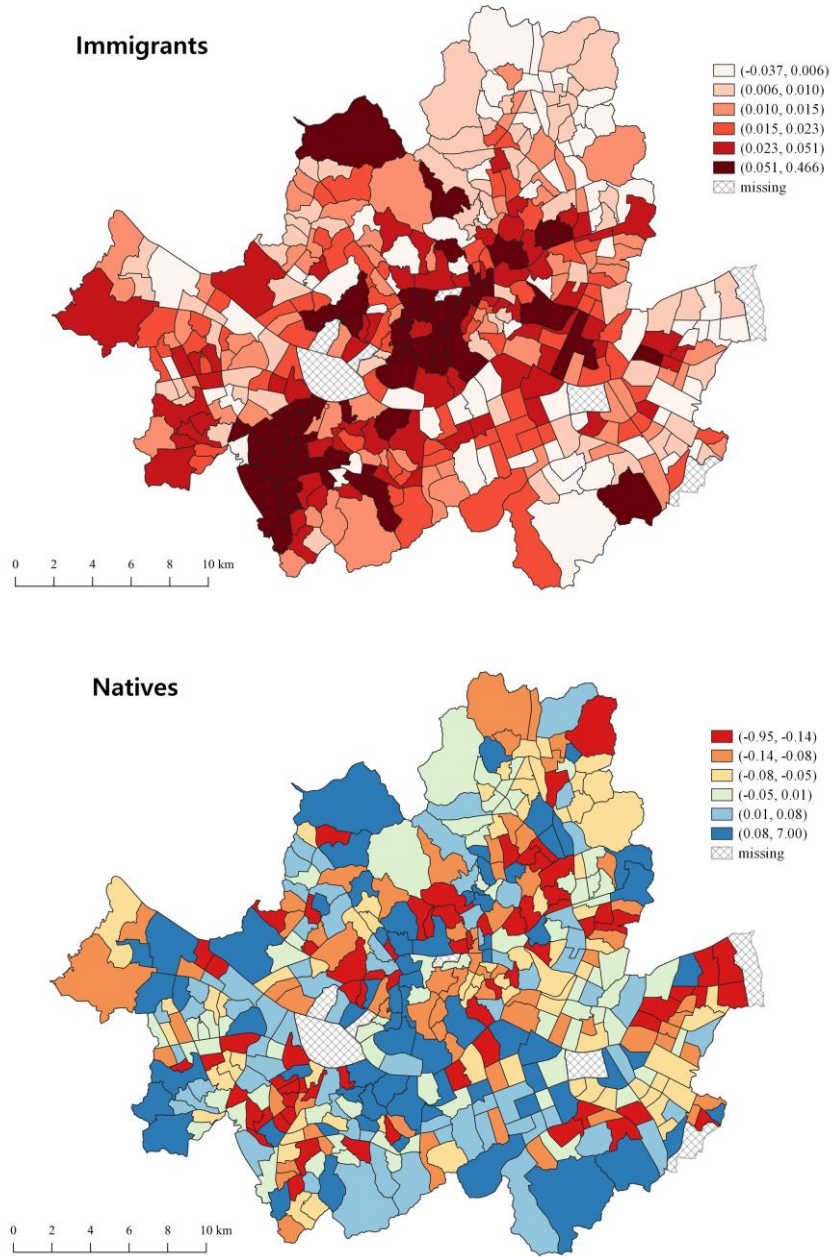 Immigrants
(-0.037, 0.006)
(0.006, 0.010)
(0.010, 0.015)
(0.015, 0.023)
(0.023, 0.051)
(0.051, 0.466)
missing
0 2 4 6 8 10 km
Natives
(-0.95, -0.14)
(-0.14, -0.08)
(-0.08, -0.05)
(-0.05, 0.01)
(0.01, 0.08)
(0.08, 7.00)
missing
0 2 4 6 8 10 km